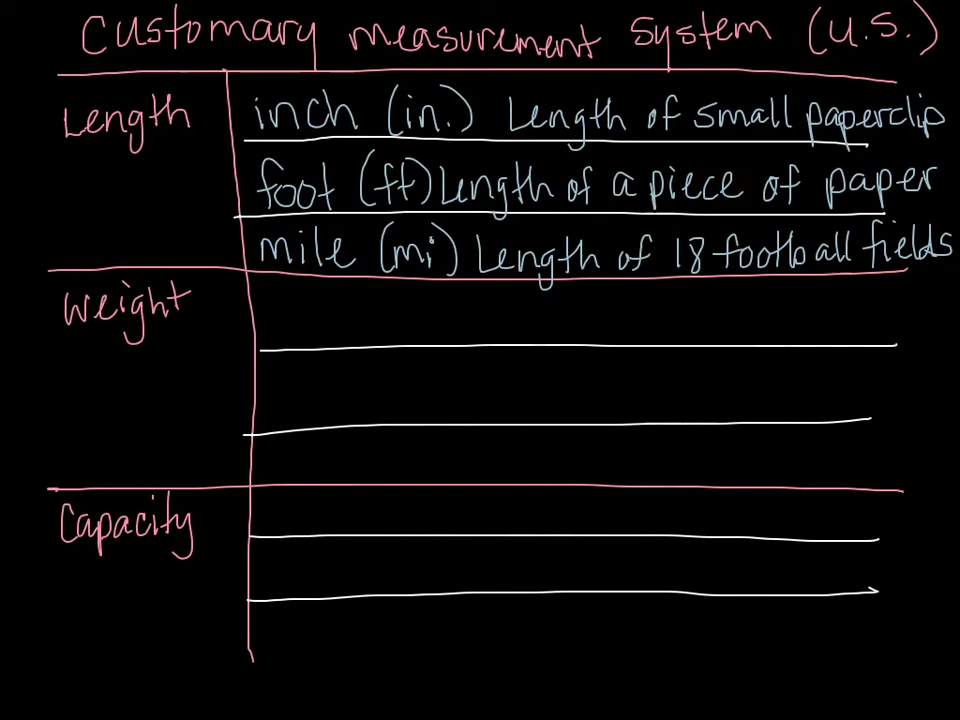 Customary measurement system (U.S.)
Length
inch (in.) Length of small paperclip
foot (ft) Length of a piece of paper
mile (mi) Length of 18 football fields
Weight
Capacity